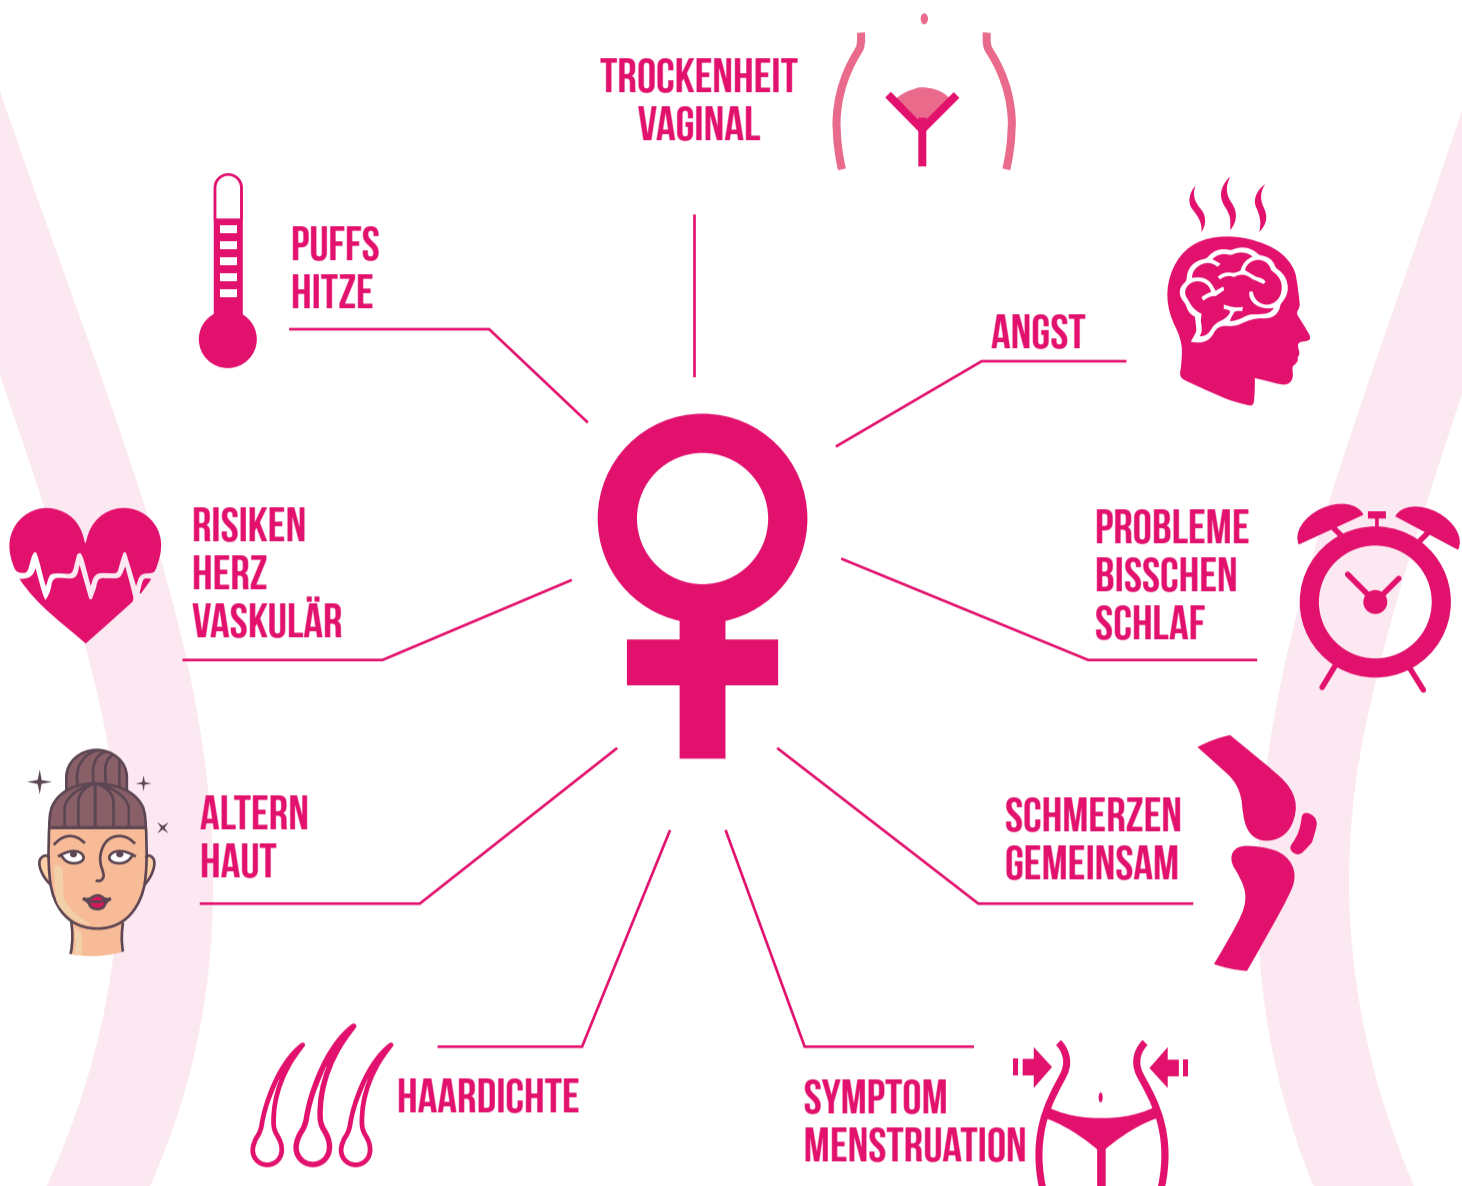 TROCKENHEIT
VAGINAL
PUFFS
HITZE
ANGST
RISIKEN
HERZ
VASKULÄR
PROBLEME
BISSCHEN
SCHLAF
ALTERN
HAUT
SCHMERZEN
GEMEINSAM
HAARDICHTE
SYMPTOM
MENSTRUATION